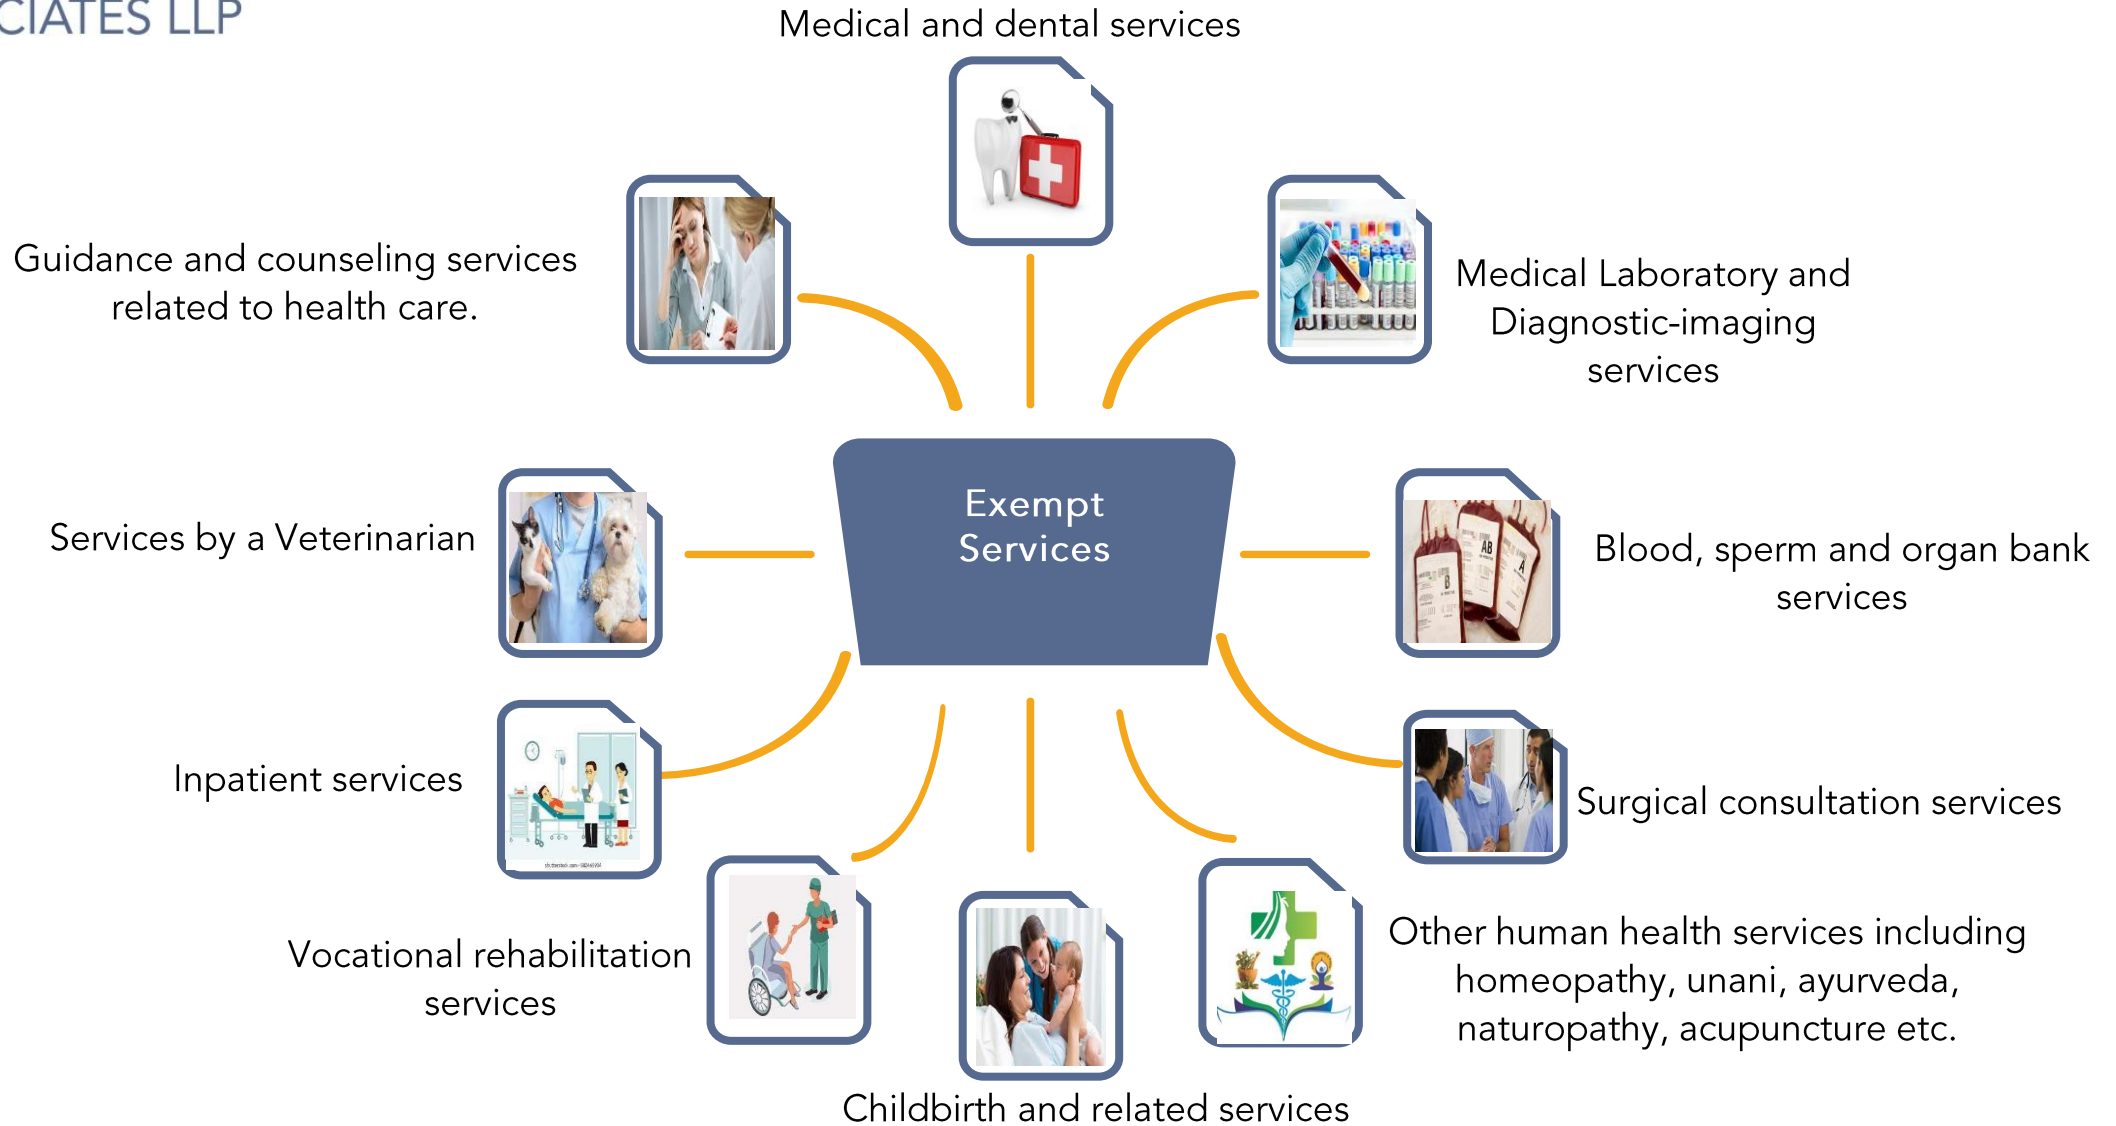 CIATES LLP
Medical and dental services
Guidance and counseling services
related to health care.
Medical Laboratory and
Diagnostic-imaging
services
Exempt
Services
Services by a Veterinarian
Blood, sperm and organ bank
services
AB
A
B
Inpatient services
Surgical consultation services
Vocational rehabilitation
services
Other human health services including
homeopathy, unani, ayurveda,
naturopathy, acupuncture etc.
Childbirth and related services